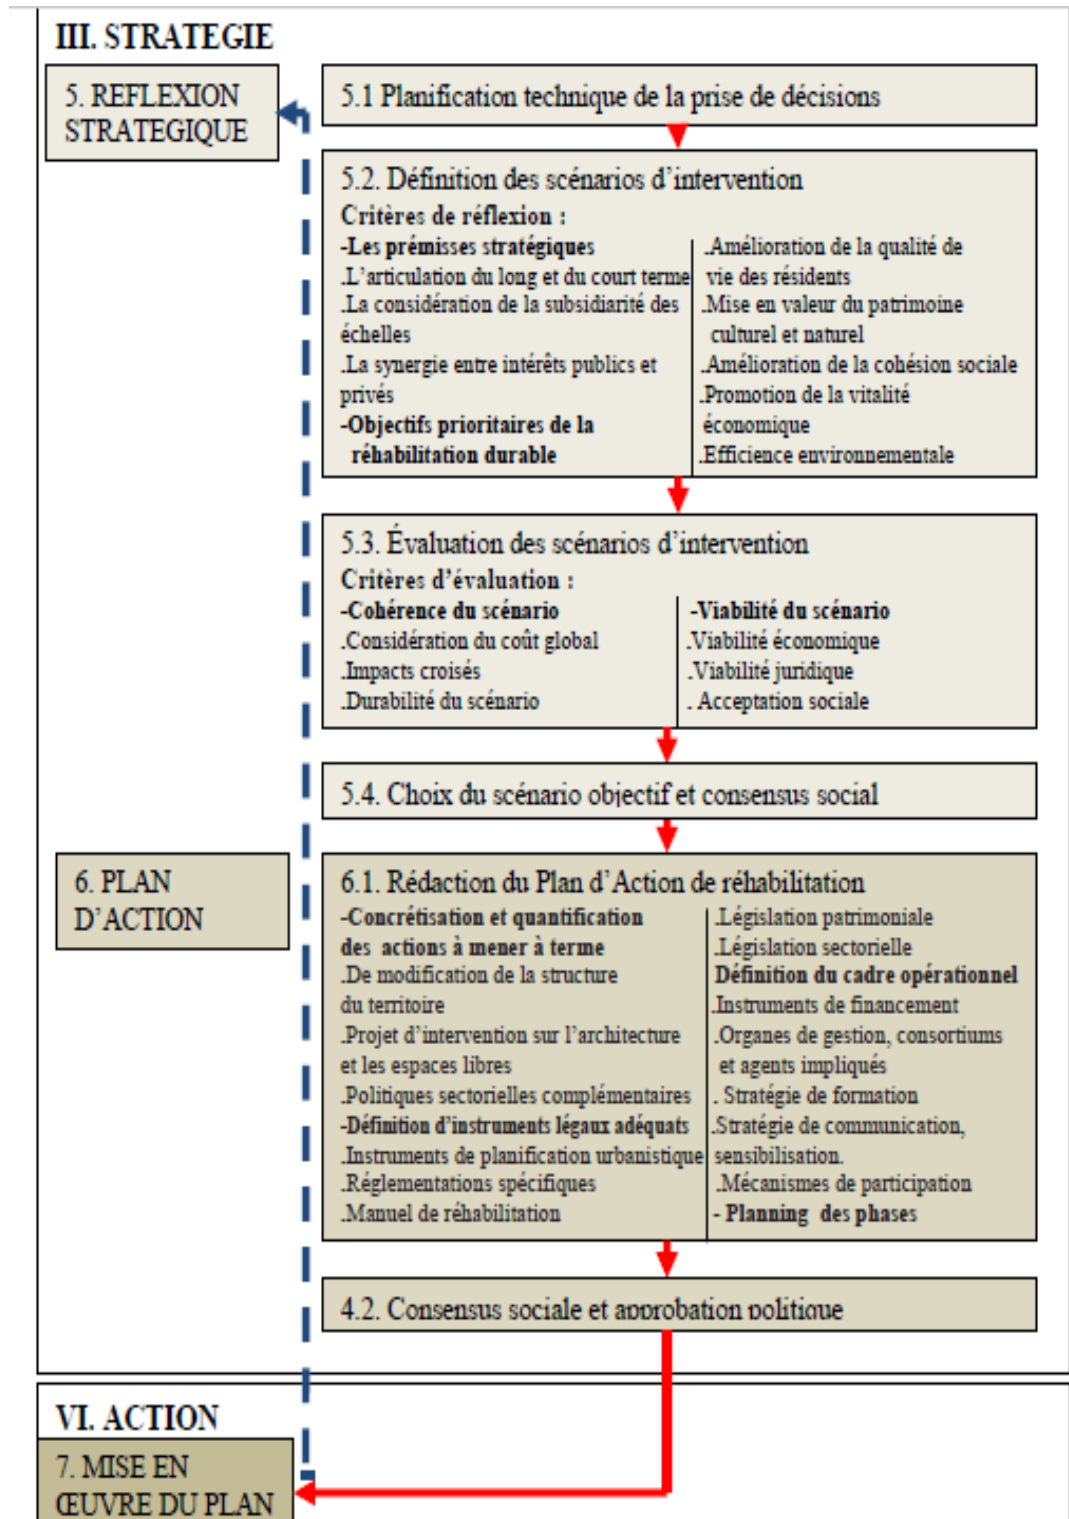 III. STRATEGIE
5. REFLEXION
STRATEGIQUE
5.1 Planification technique de la prise de décisions
5.2. Définition des scénarios d’intervention
Critères de réflexion :
-Les prémisses stratégiques
.L’articulation du long et du court terme
.La considération de la subsidiarité des
échelles
.La synergie entre intérêts publics et
privés
-Objectifs prioritaires de la
réhabilitation durable
.Amélioration de la qualité de
vie des résidents
.Mise en valeur du patrimoine
culturel et naturel
.Amélioration de la cohésion sociale
.Promotion de la vitalité
économique
.Efficience environnementale
5.3. Évaluation des scénarios d’intervention
Critères d’évaluation :
-Cohérence du scénario
.Considération du coût global
.Impacts croisés
.Durabilité du scénario
-Viabilité du scénario
.Viabilité économique
.Viabilité juridique
. Acceptation sociale
5.4. Choix du scénario objectif et consensus social
6. PLAN
D’ACTION
6.1. Rédaction du Plan d’Action de réhabilitation
-Concrétisation et quantification
des actions à mener à terme
.De modification de la structure
du territoire
.Projet d’intervention sur l’architecture
et les espaces libres
.Politiques sectorielles complémentaires
-Définition d’instruments légaux adéquats
.Instruments de planification urbanistique
.Réglementations spécifiques
.Manuel de réhabilitation
.Législation patrimoniale
.Législation sectorielle
Définition du cadre opérationnel
.Instruments de financement
.Organes de gestion, consortiums
et agents impliqués
. Stratégie de formation
.Stratégie de communication,
sensibilisation.
.Mécanismes de participation
- Planning des phases
4.2. Consensus sociale et approbation politique
VI. ACTION
7. MISE EN
ŒUVRE DU PLAN